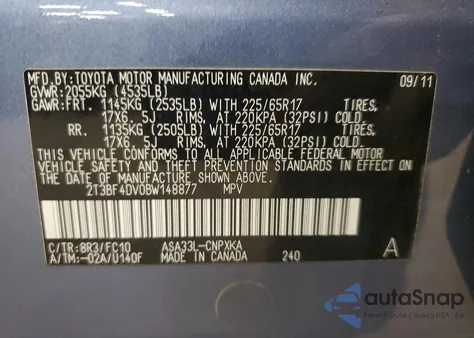 MFD.BY:TOYOTA MOTOR MANUFACTURING CANADA INC.
GVWR:2055KG (4535LB) 09/11
GAWR:FRT. 1145KG (2535LB) WITH 225/65R17 TIRES,
17X6. 5J RIMS, AT 220KPA (32PSI) COLD.
RR. 1135KG (2505LB) WITH 225/65R17 TIRES,
17X6. 5J RIMS, AT 220KPA (32PSI) COLD.
THIS VEHICLE CONFORMS TO ALL APPLICABLE FEDERAL MOTOR
VEHICLE SAFETY AND THEFT PREVENTION STANDARDS IN
EFFECT ON THE DATE OF MANUFACTURE SHOWN ABOVE.
2T3BF4DV0BW148877 MPV
C/TR:8R3/FC10 ASA33L-CNPXKA
A/TM:-02A/U140F MADE IN CANADA 240 A
autoSnap